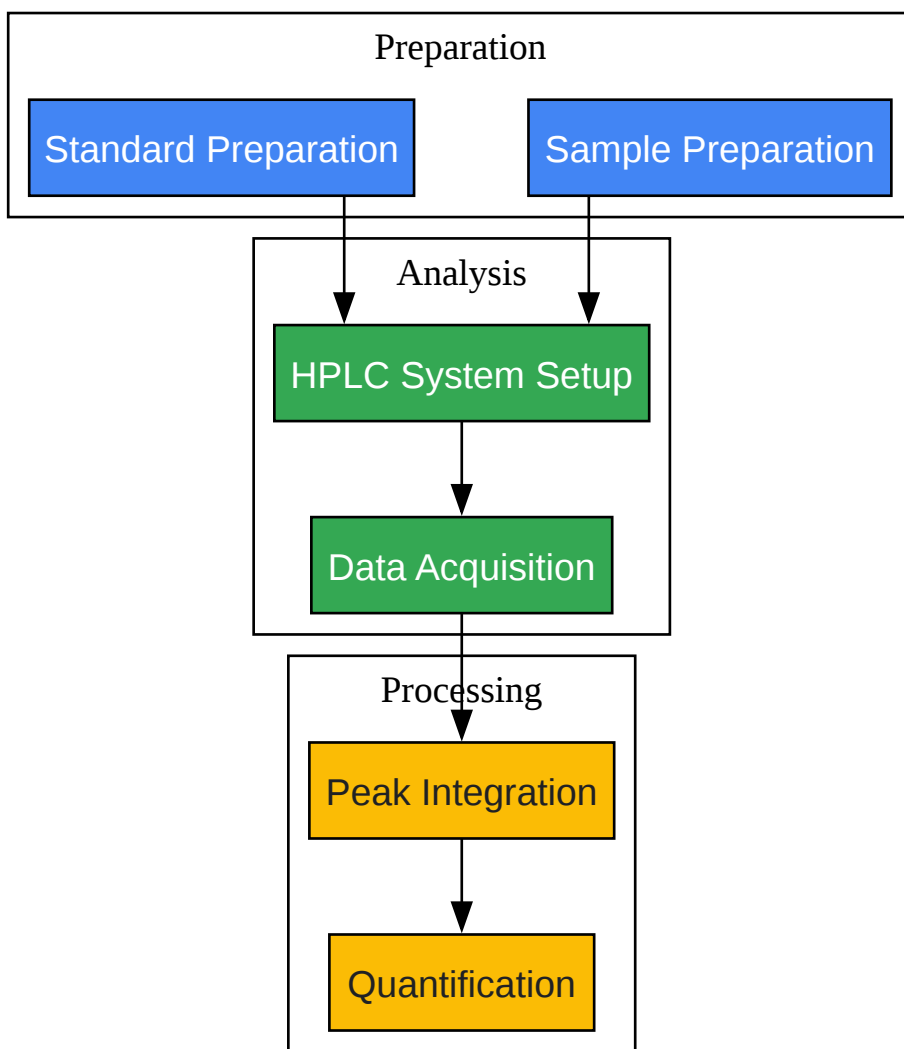 Preparation
Standard Preparation
Sample Preparation
Analysis
HPLC System Setup
Data Acquisition
Processing
Peak Integration
Quantification